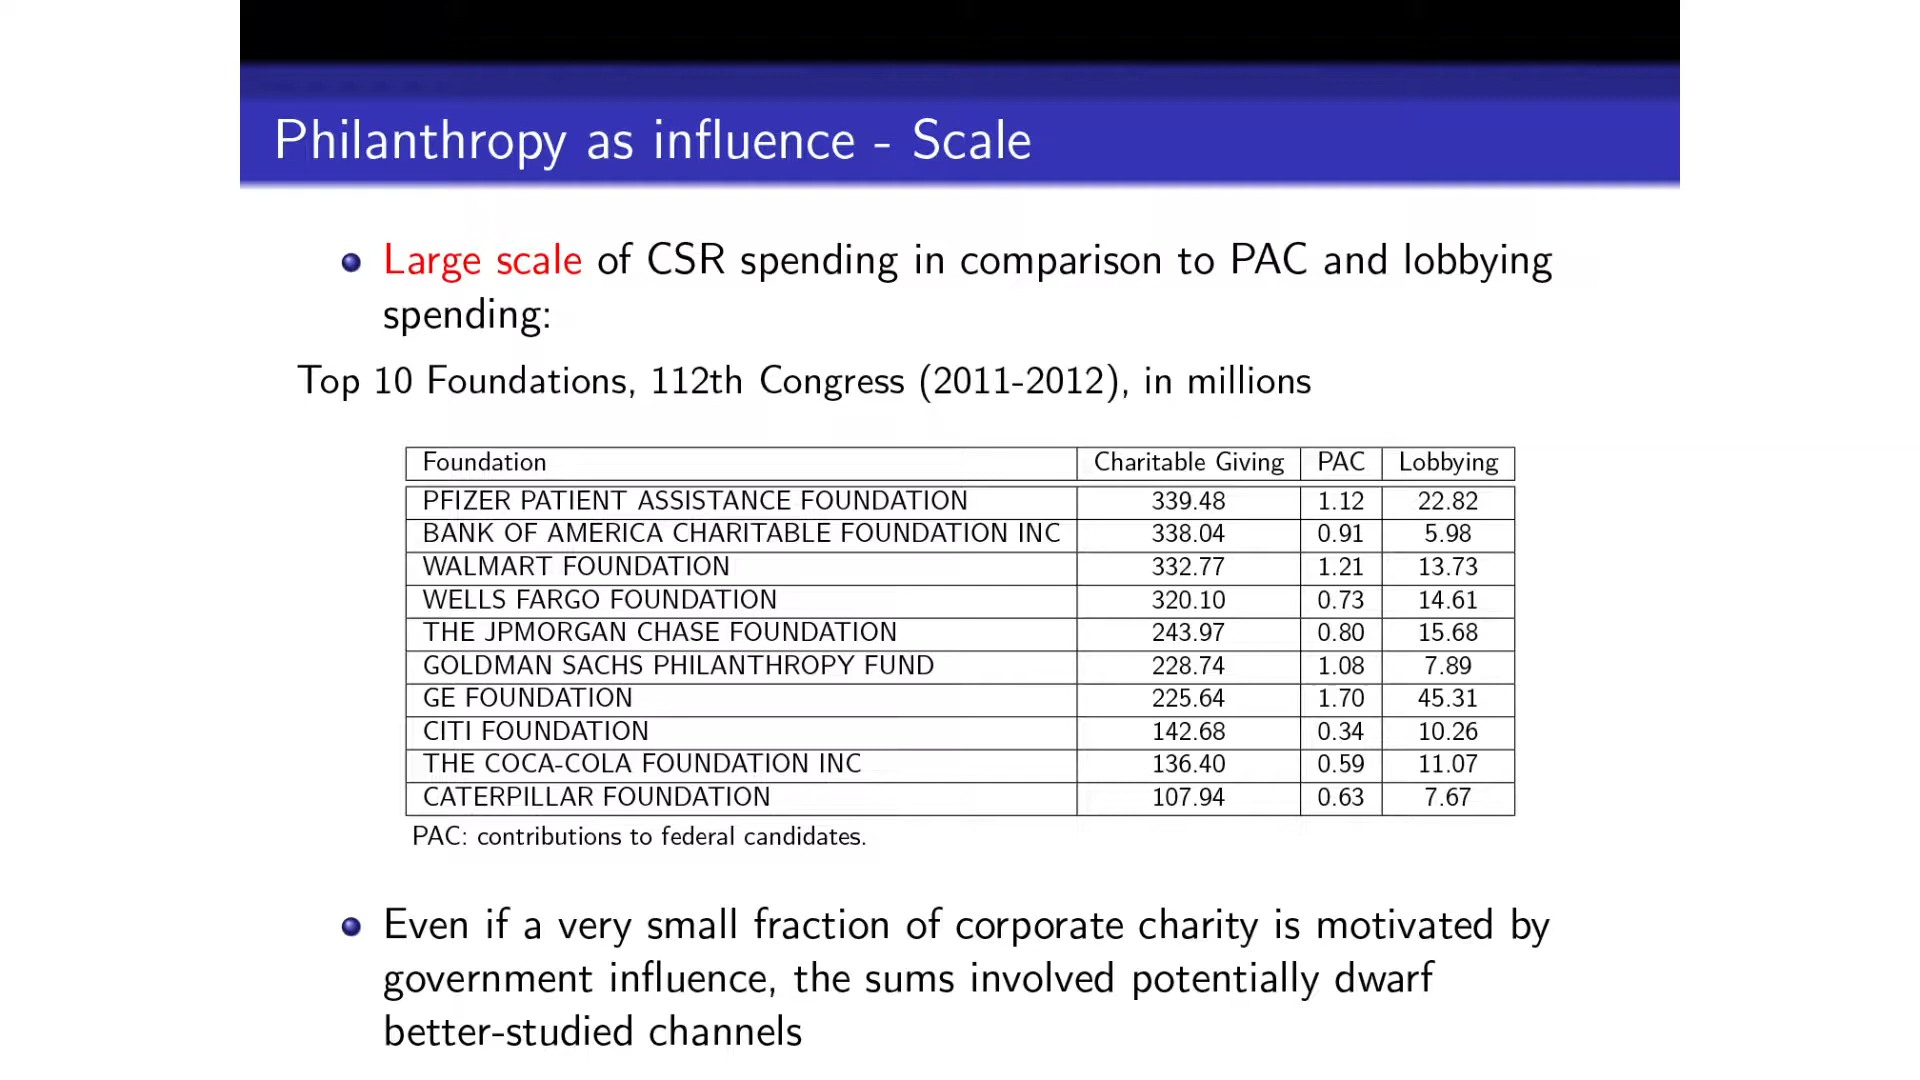 Philanthropy as influence - Scale
Large scale of CSR spending in comparison to PAC and lobbying
spending:
Top 10 Foundations, 112th Congress (2011-2012), in millions
Foundation Charitable Giving PAC Lobbying
PFIZER PATIENT ASSISTANCE FOUNDATION 339.48 1.12 22.82
BANK OF AMERICA CHARITABLE FOUNDATION INC 338.04 0.91 5.98
WALMART FOUNDATION 332.77 1.21 13.73
WELLS FARGO FOUNDATION 320.10 0.73 14.61
THE JPMORGAN CHASE FOUNDATION 243.97 0.80 15.68
GOLDMAN SACHS PHILANTHROPY FUND 228.74 1.08 7.89
GE FOUNDATION 225.64 1.70 45.31
CITI FOUNDATION 142.68 0.34 10.26
THE COCA-COLA FOUNDATION INC 136.40 0.59 11.07
CATERPILLAR FOUNDATION 107.94 0.63 7.67
PAC: contributions to federal candidates.
Even if a very small fraction of corporate charity is motivated by
government influence, the sums involved potentially dwarf
better-studied channels